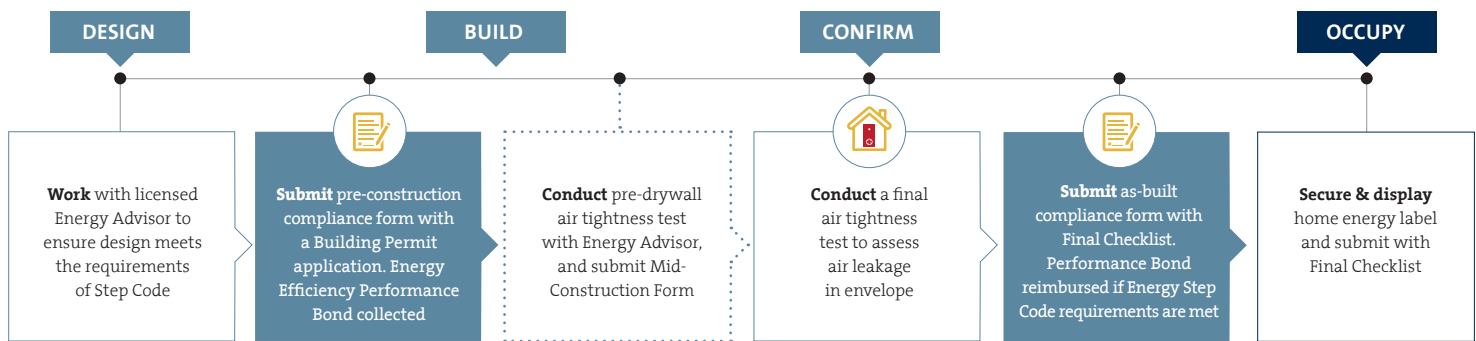 DESIGN
BUILD
CONFIRM
OCCUPY
Work with licensed
Energy Advisor to
ensure design meets
the requirements
of Step Code
Submit pre-construction
compliance form with
a Building Permit
application. Energy
Efficiency Performance
Bond collected
Conduct pre-drywall
air tightness test
with Energy Advisor,
and submit Mid-
Construction Form
Conduct a final
air tightness
test to assess
air leakage
in envelope
Submit as-built
compliance form with
Final Checklist.
Performance Bond
reimbursed if Energy Step
Code requirements are met
Secure & display
home energy label
and submit with
Final Checklist